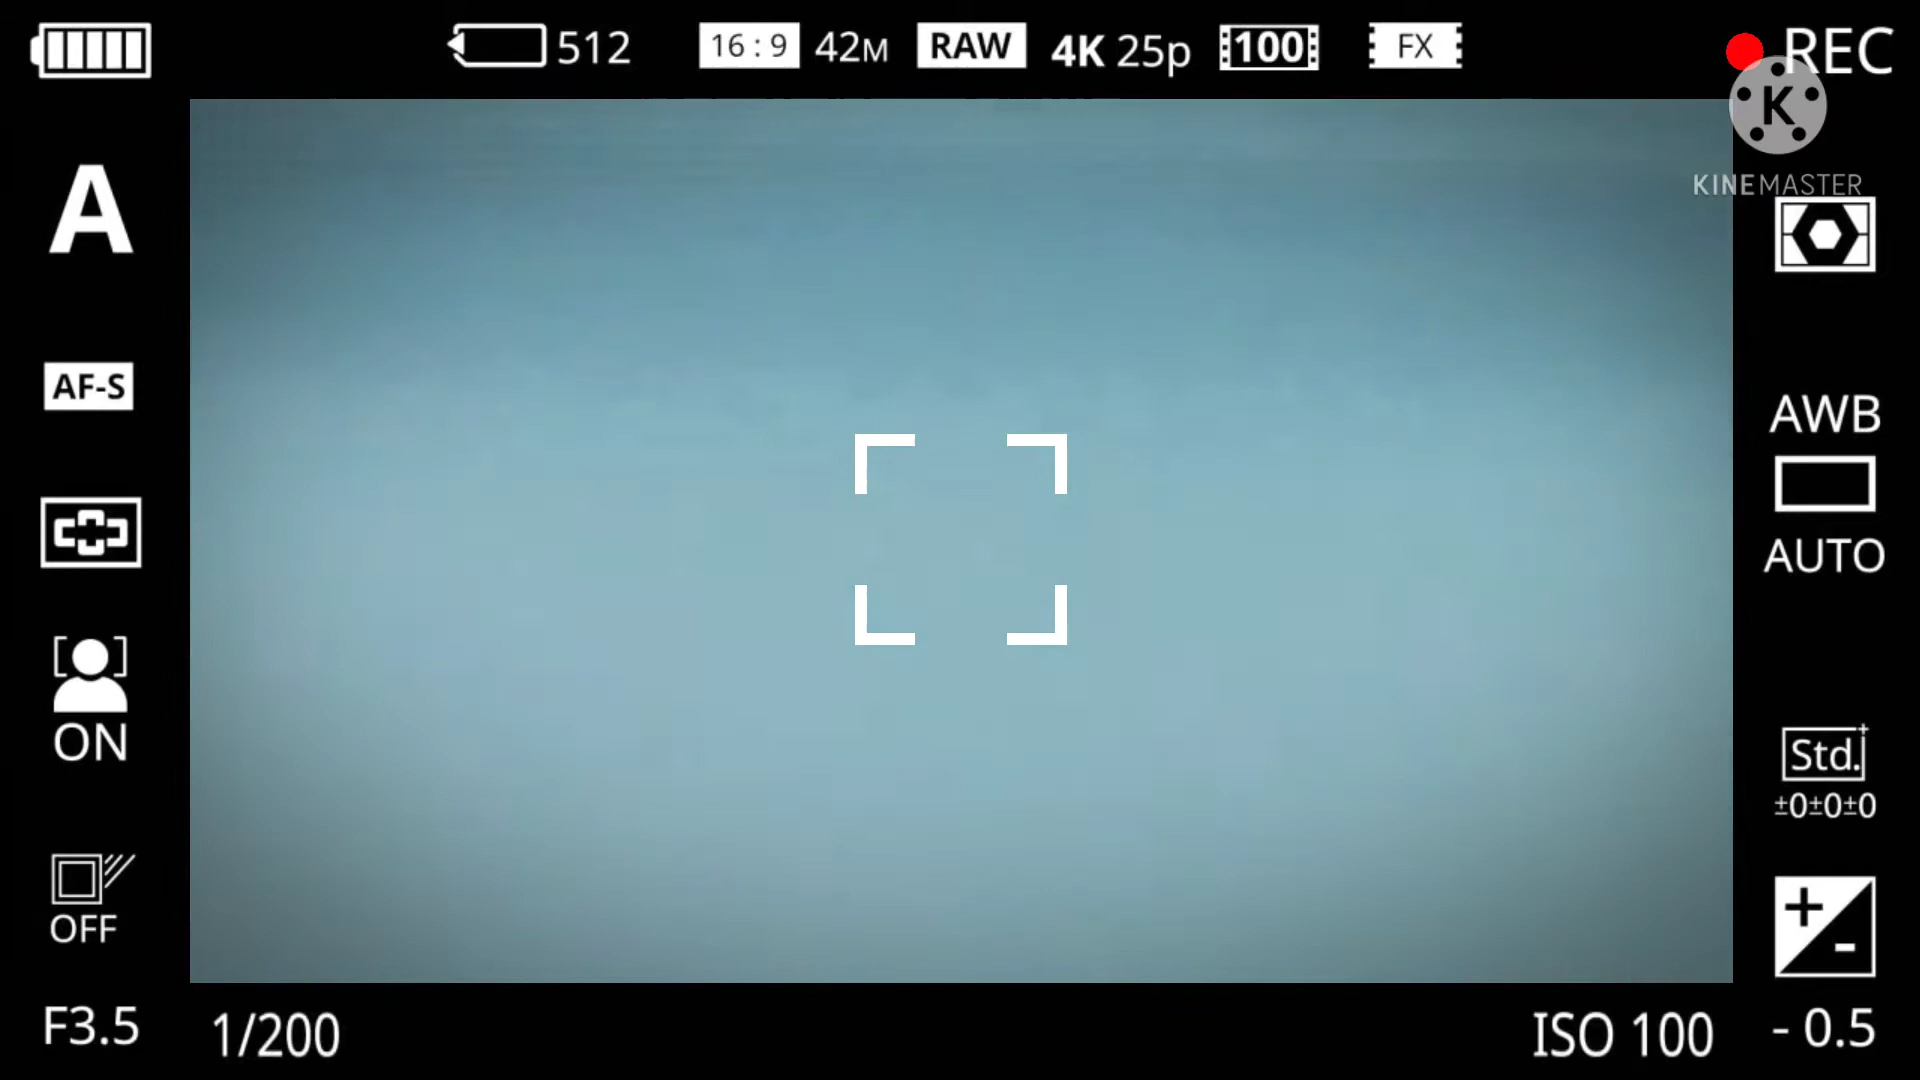 512 16:9 42M RAW 4K 25p 100 FX REC
K
KINEMASTER
A
AF-S
AWB
AUTO
ON
Std.+
±0±0±0
OFF
+
-
F3.5 1/200 ISO 100 - 0.5